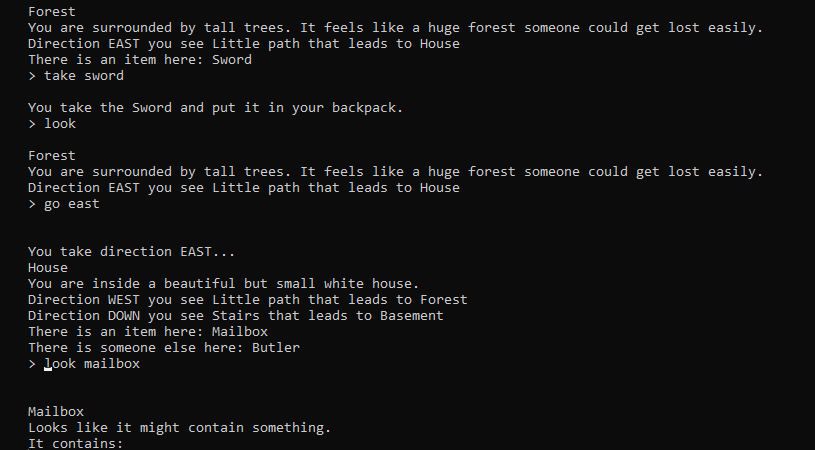 Forest
You are surrounded by tall trees. It feels like a huge forest someone could get lost easily.
Direction EAST you see Little path that leads to House
There is an item here: Sword
> take sword
You take the Sword and put it in your backpack.
> look
Forest
You are surrounded by tall trees. It feels like a huge forest someone could get lost easily.
Direction EAST you see Little path that leads to House
> go east
You take direction EAST...
House
You are inside a beautiful but small white house.
Direction WEST you see Little path that leads to Forest
Direction DOWN you see Stairs that leads to Basement
There is an item here: Mailbox
There is someone else here: Butler
> look mailbox
Mailbox
Looks like it might contain something.
It contains: